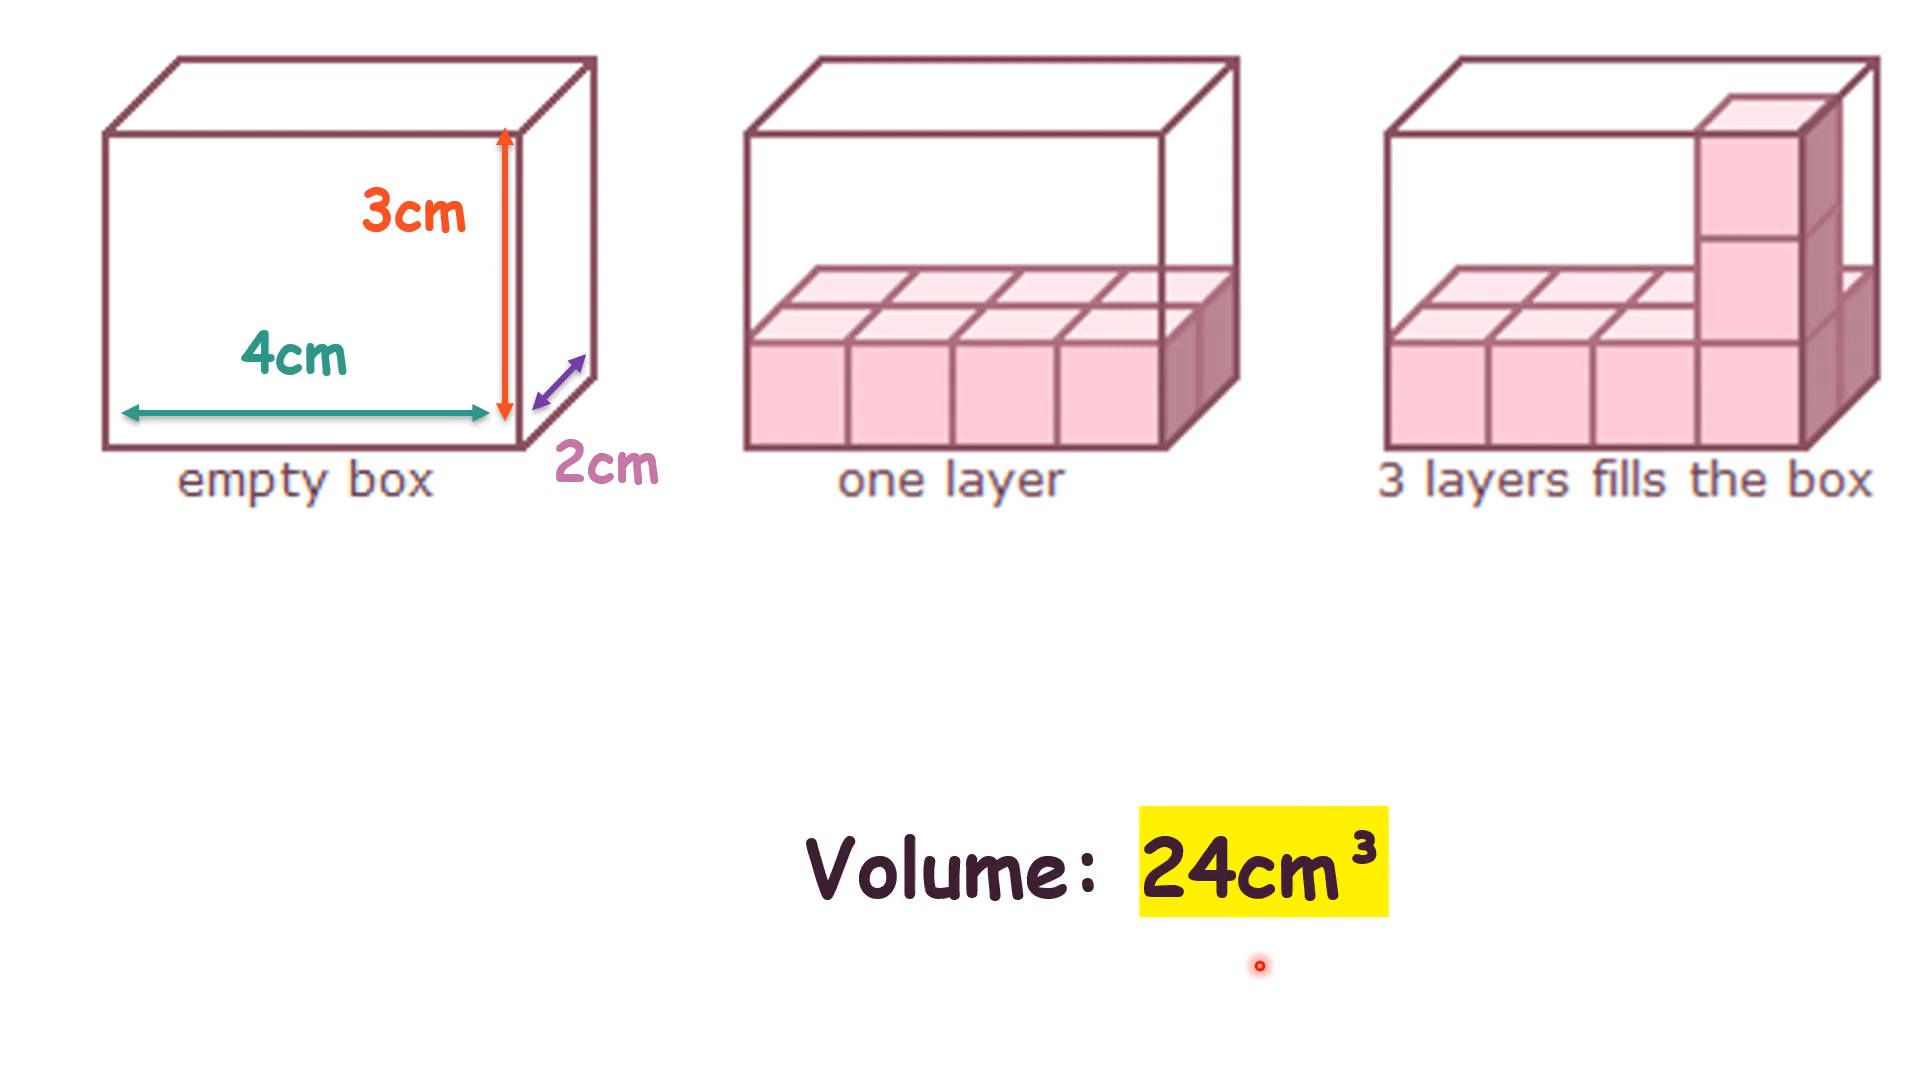 3cm
4cm
2cm
empty box
one layer
3 layers fills the box
Volume: 24cm³